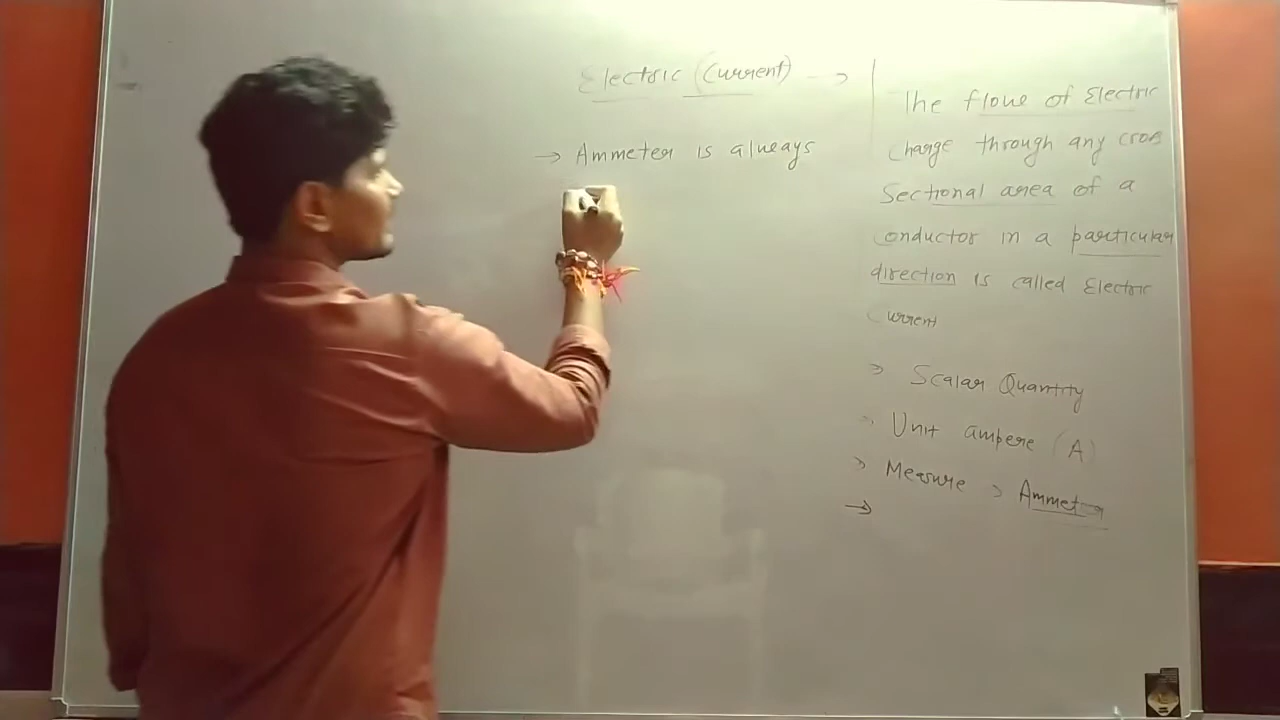 Electric (Current) →
→ Ammeter is always
The flow of Electric
charge through any cross
Sectional area of a
conductor in a particular
direction is called Electric
Current
→ Scalar Quantity
→ Unit ampere (A)
→ Measure → Ammeter
→